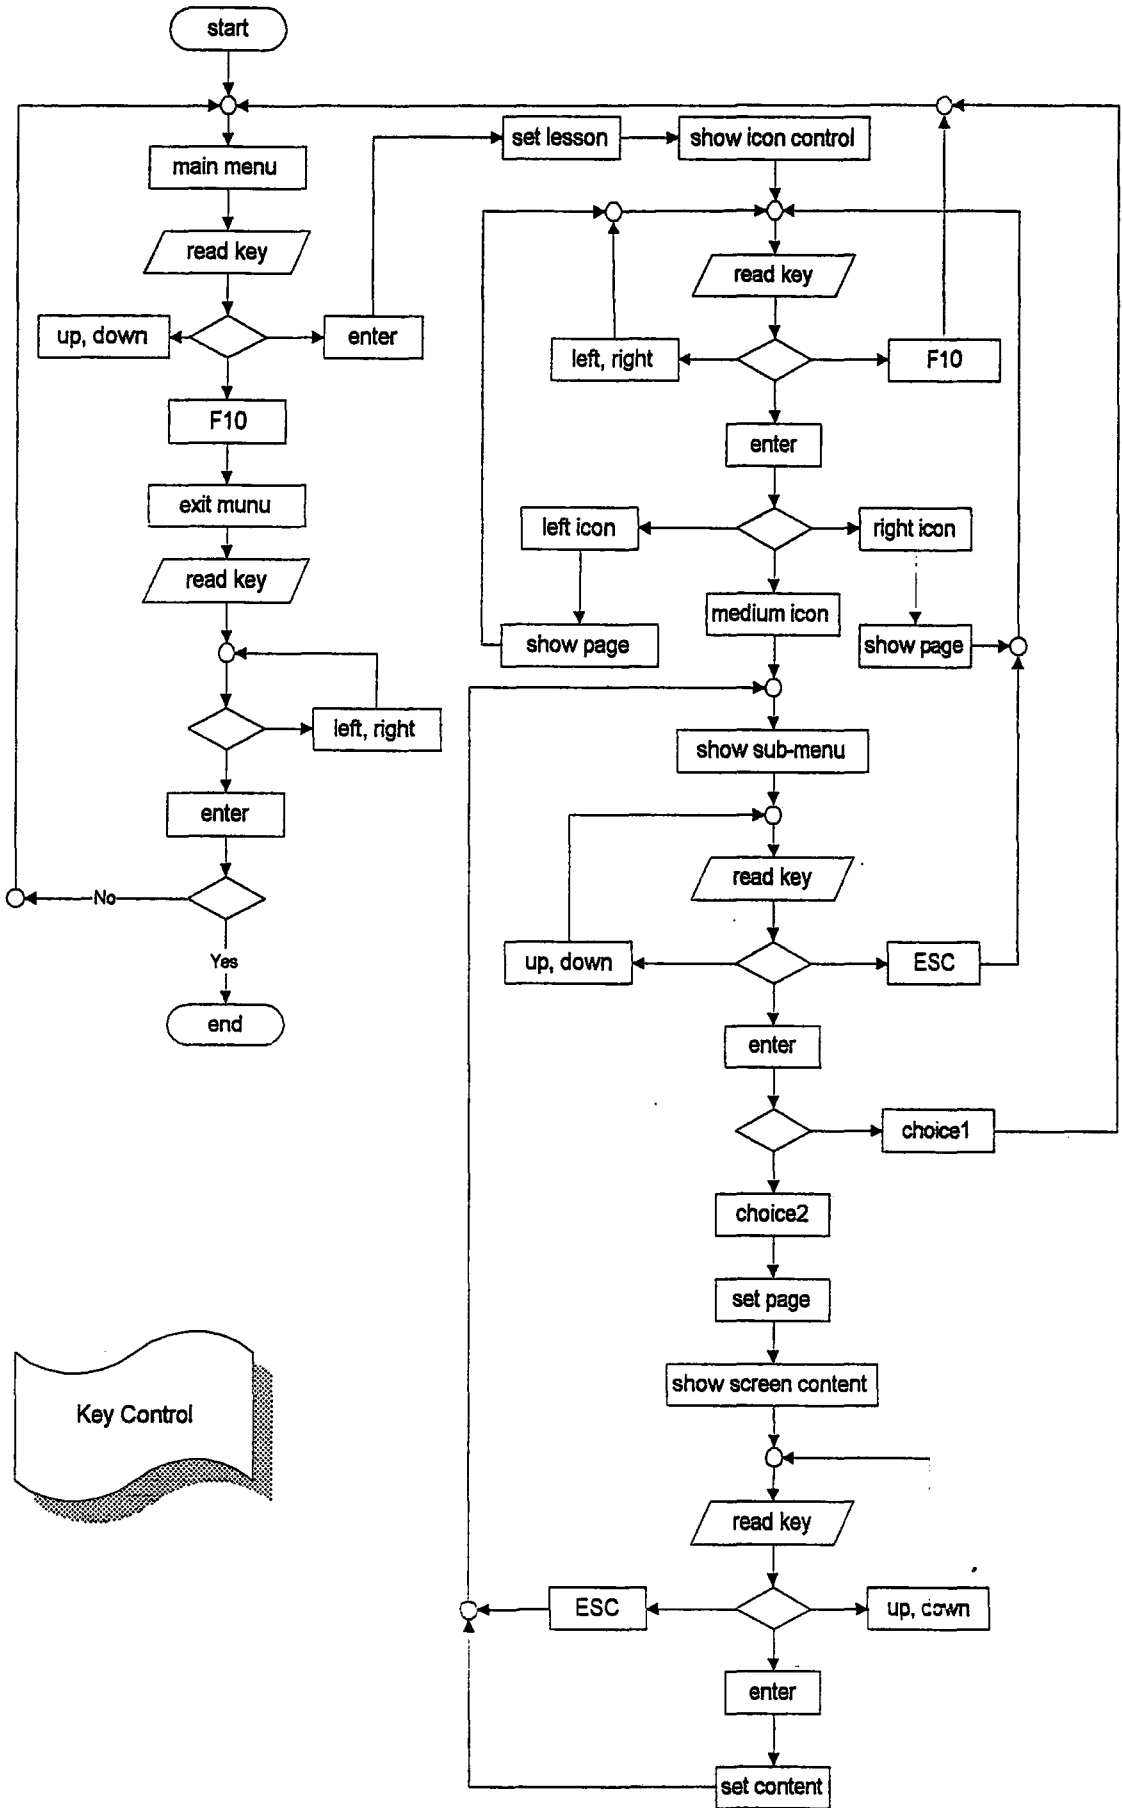 start
main menu
read key
up, down
enter
F10
exit munu
read key
left, right
enter
No
Yes
end
set lesson
show icon control
read key
left, right
F10
enter
left icon
right icon
medium icon
show page
show page
show sub-menu
read key
up, down
ESC
enter
choice1
choice2
set page
show screen content
read key
ESC
up, down
enter
set content
Key Control